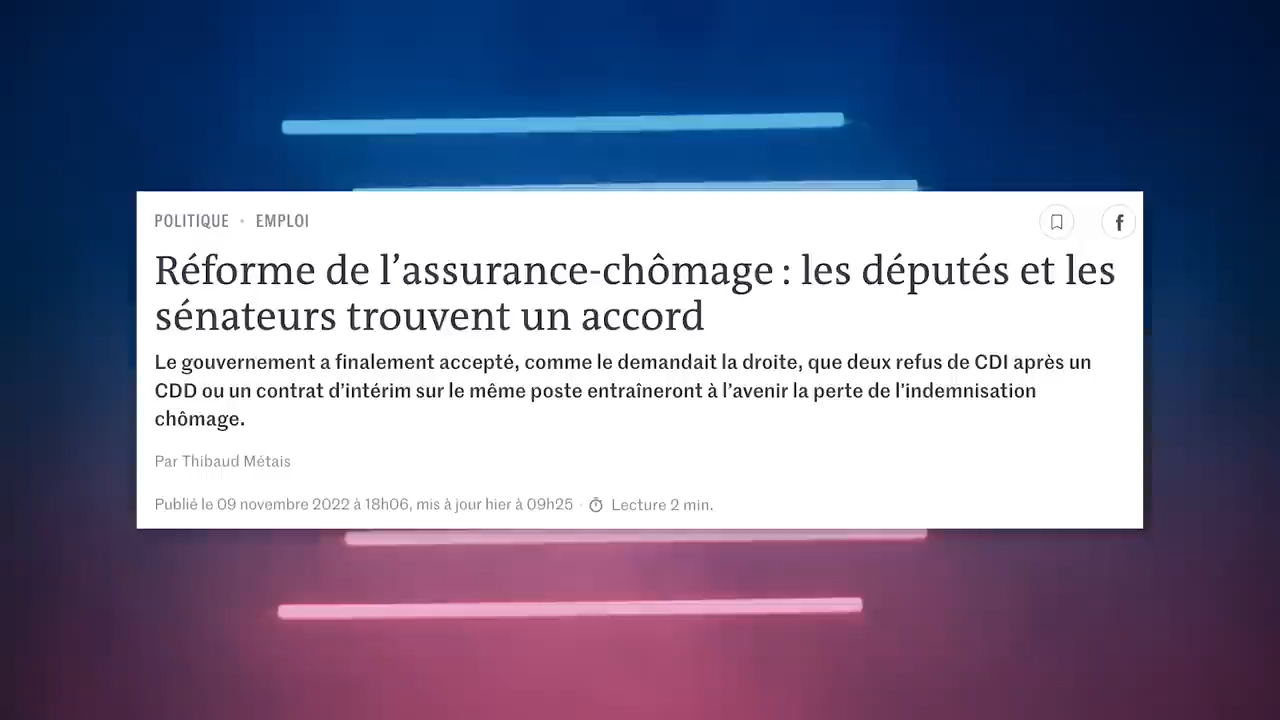 POLITIQUE • EMPLOI
Réforme de l’assurance-chômage : les députés et les
sénateurs trouvent un accord
Le gouvernement a finalement accepté, comme le demandait la droite, que deux refus de CDI après un
CDD ou un contrat d’intérim sur le même poste entraîneront à l’avenir la perte de l’indemnisation
chômage.
Par Thibaud Métais
Publié le 09 novembre 2022 à 18h06, mis à jour hier à 09h25 · Lecture 2 min.